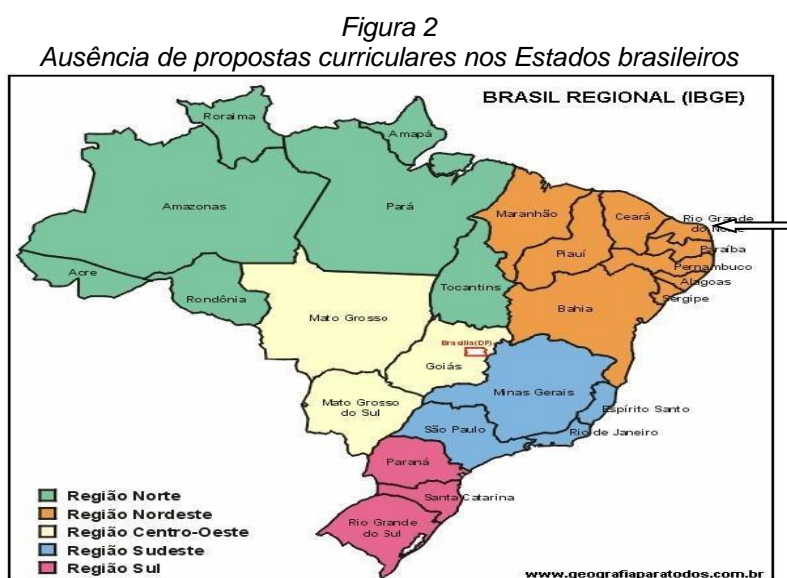 Figura 2
Ausência de propostas curriculares nos Estados brasileiros
BRASIL REGIONAL (IBGE)
Roraima
Amapá
Amazonas
Pará
Maranhão
Ceará
Rio Grande
do Norte
Paraíba
Piauí
Pernambuco
Acre
Alagoas
Sergipe
Rondônia
Tocantins
Bahia
Mato Grosso
Brasília(DF)
Goiás
Minas Gerais
Mato Grosso
do Sul
Espírito Santo
São Paulo
Rio de Janeiro
Paraná
Santa Catarina
Rio Grande
do Sul
Região Norte
Região Nordeste
Região Centro-Oeste
Região Sudeste
Região Sul
www.geografiaparatodos.com.br